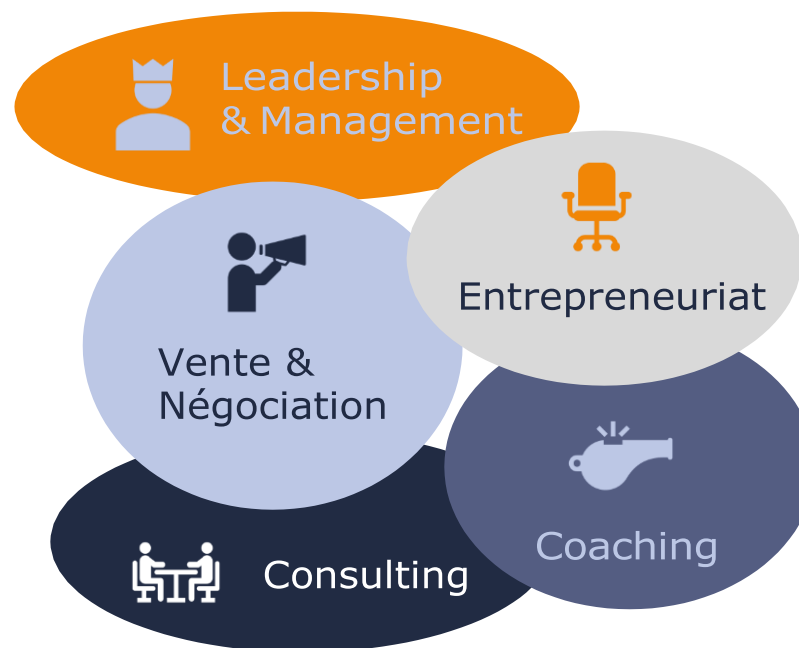 Leadership
& Management
Entrepreneuriat
Vente &
Négociation
Coaching
Consulting